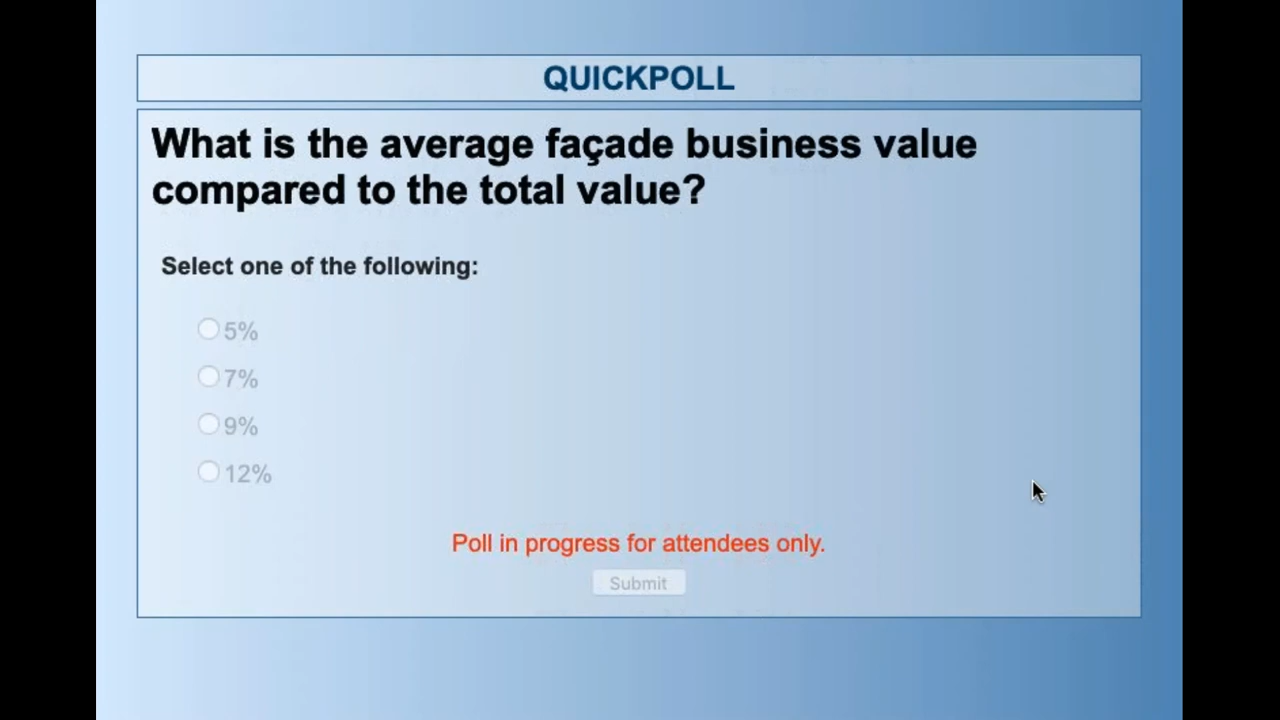 QUICKPOLL
What is the average façade business value
compared to the total value?
Select one of the following:
5%
7%
9%
12%
Poll in progress for attendees only.
Submit